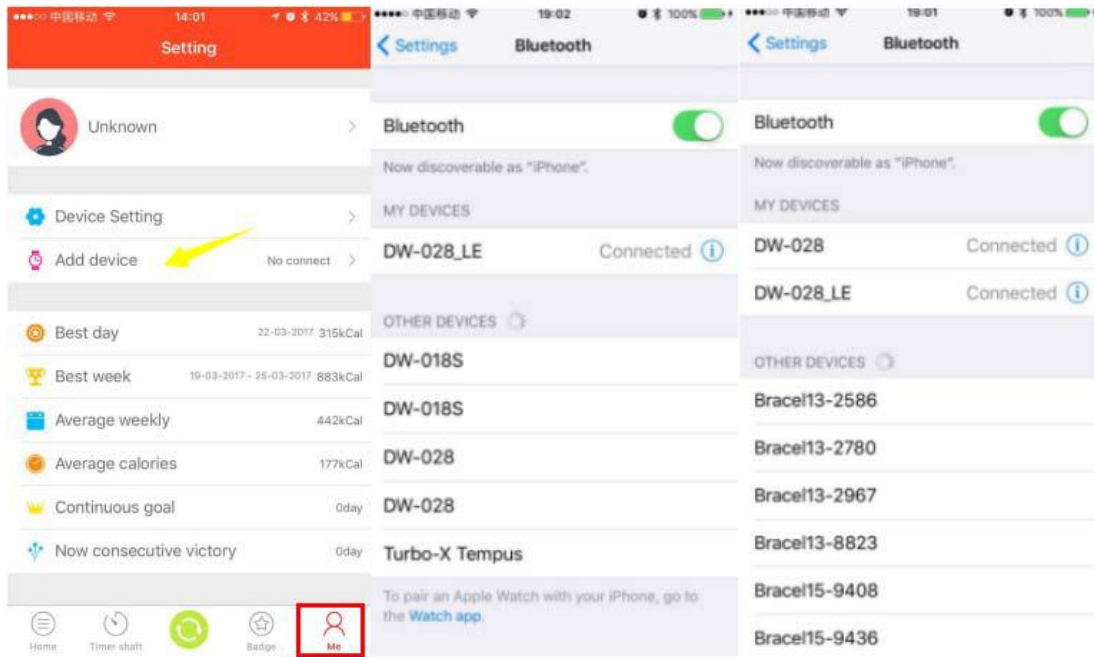 中国移动 14:01 42%
Setting
Unknown
Device Setting
Add device No connect
Best day 22-03-2017 315kCal
Best week 19-03-2017 - 25-03-2017 883kCal
Average weekly 442kCal
Average calories 177kCal
Continuous goal 0day
Now consecutive victory 0day
Home Timer shaft Badge Me
中国移动 19:02 100%
Settings Bluetooth
Bluetooth
Now discoverable as "iPhone".
MY DEVICES
DW-028_LE Connected
OTHER DEVICES
DW-018S
DW-018S
DW-028
DW-028
Turbo-X Tempus
To pair an Apple Watch with your iPhone, go to
the Watch app.
中国移动 19:01 100%
Settings Bluetooth
Bluetooth
Now discoverable as "iPhone".
MY DEVICES
DW-028 Connected
DW-028_LE Connected
OTHER DEVICES
Bracel13-2586
Bracel13-2780
Bracel13-2967
Bracel13-8823
Bracel15-9408
Bracel15-9436